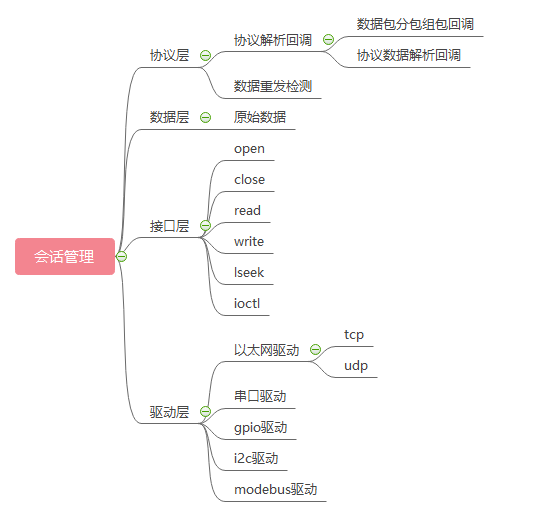 会话管理
协议层
协议解析回调
数据包分包组包回调
协议数据解析回调
数据重发检测
数据层
原始数据
接口层
open
close
read
write
lseek
ioctl
驱动层
以太网驱动
tcp
udp
串口驱动
gpio驱动
i2c驱动
modebus驱动